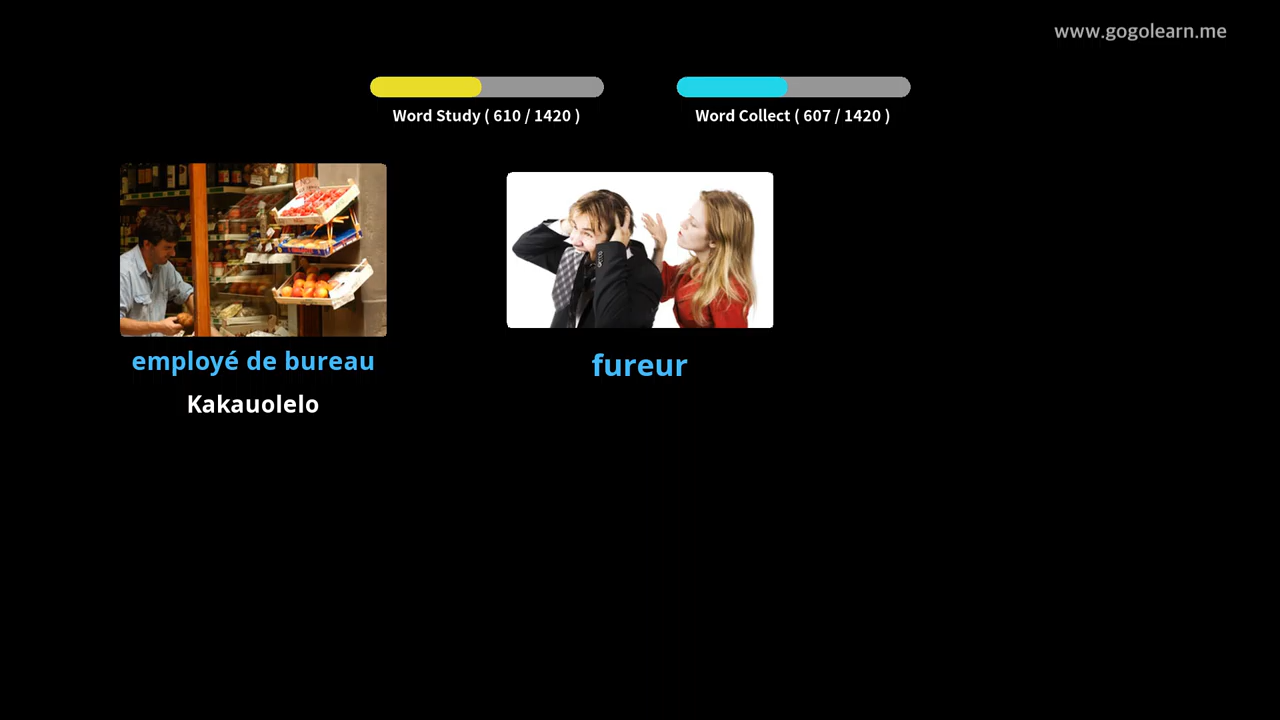 www.gogolearn.me
Word Study ( 610 / 1420 )
Word Collect ( 607 / 1420 )
employé de bureau
Kakauolelo
fureur